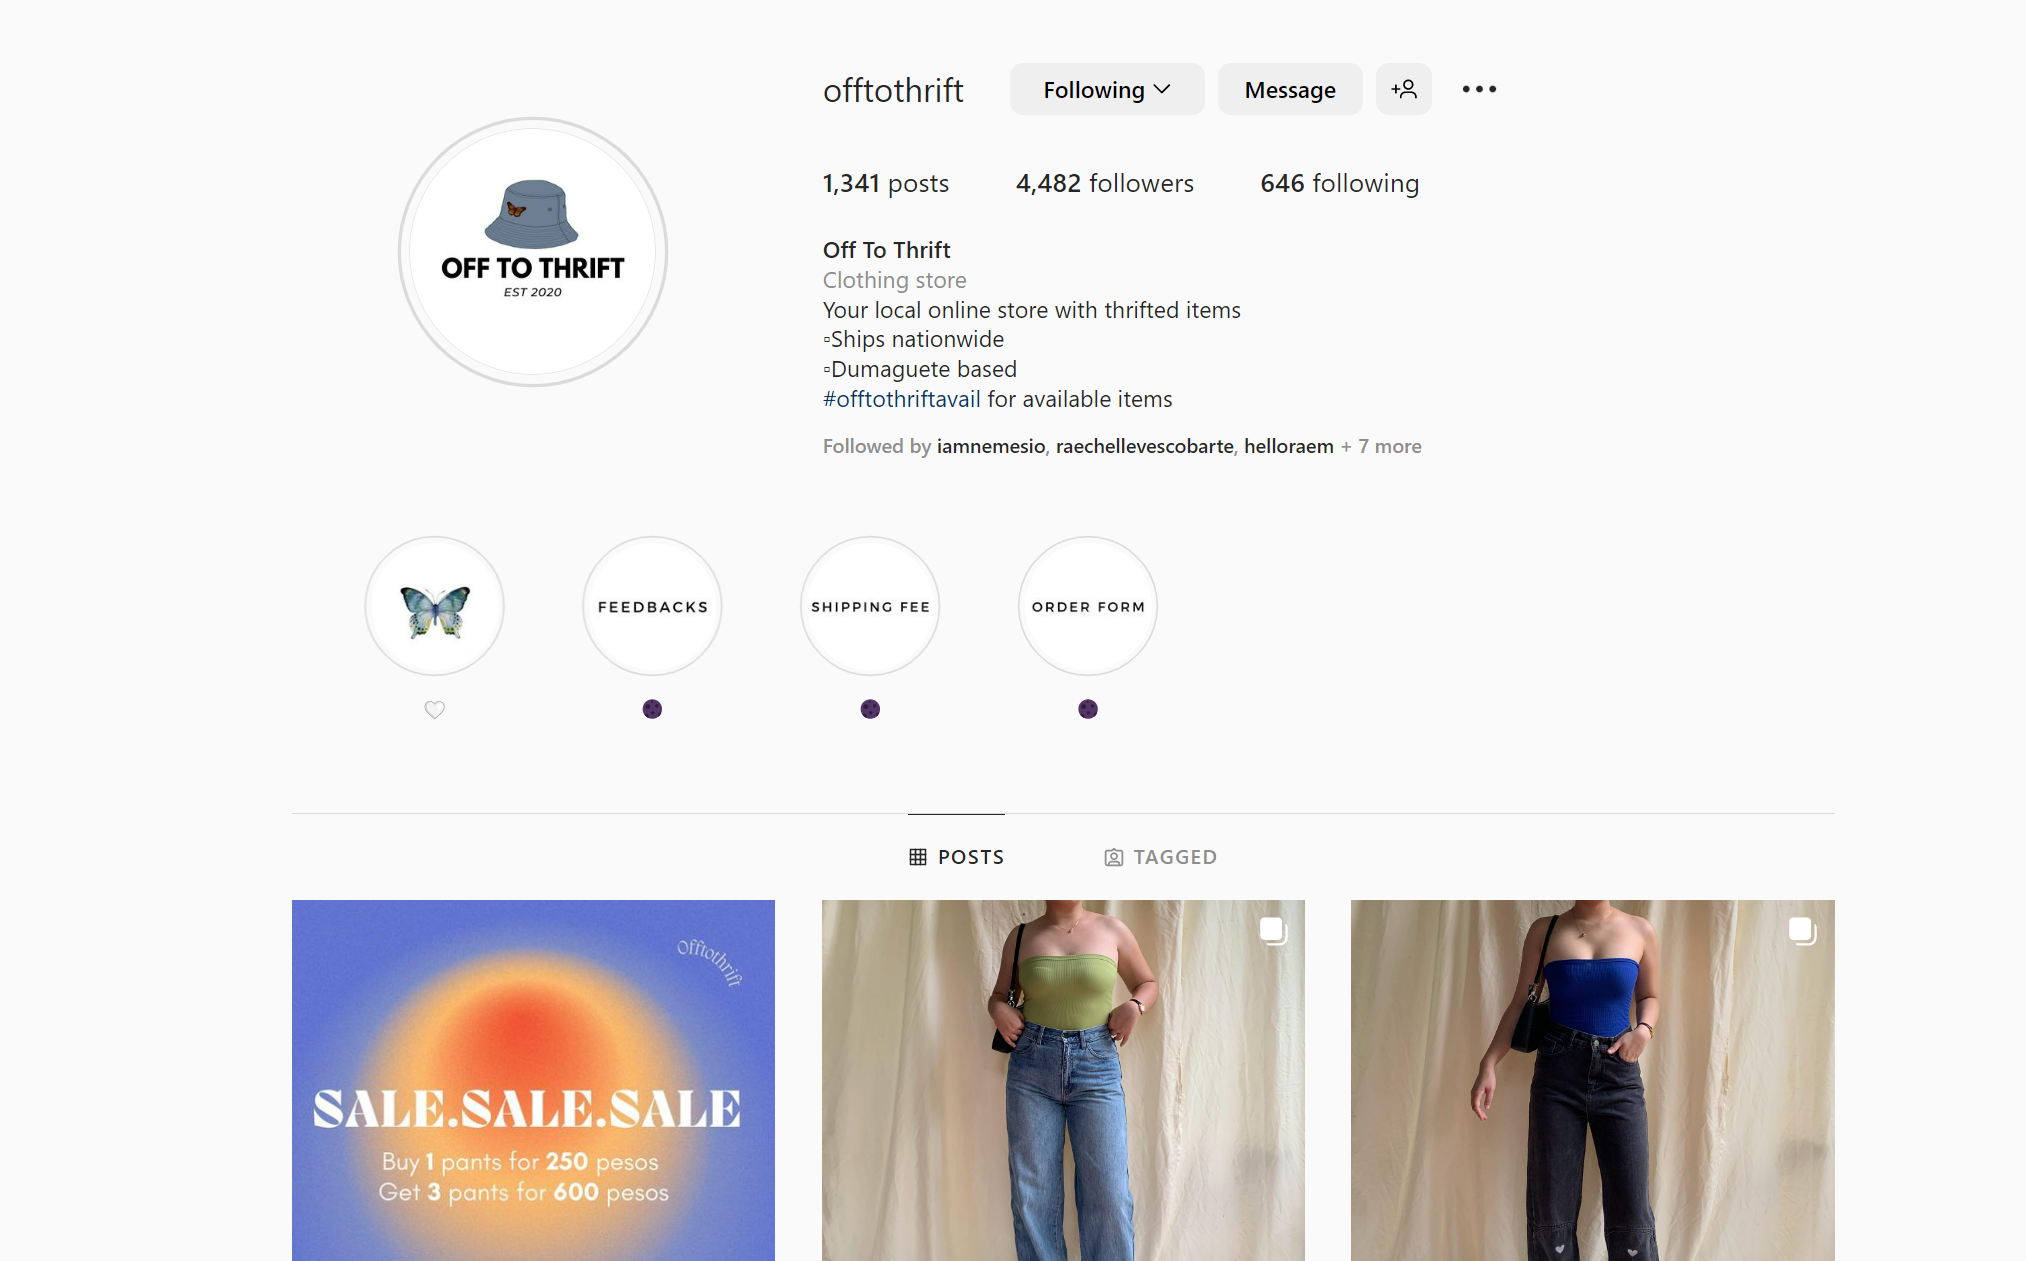 offtothrift
Following
Message
1,341 posts
4,482 followers
646 following
OFF TO THRIFT
EST 2020
Off To Thrift
Clothing store
Your local online store with thrifted items
▫Ships nationwide
▫Dumaguete based
#offtothriftavail for available items
Followed by iamnemesio, raechellevescobarte, helloraem + 7 more
FEEDBACKS
SHIPPING FEE
ORDER FORM
POSTS
TAGGED
Offtothrift
SALE.SALE.SALE
Buy 1 pants for 250 pesos
Get 3 pants for 600 pesos